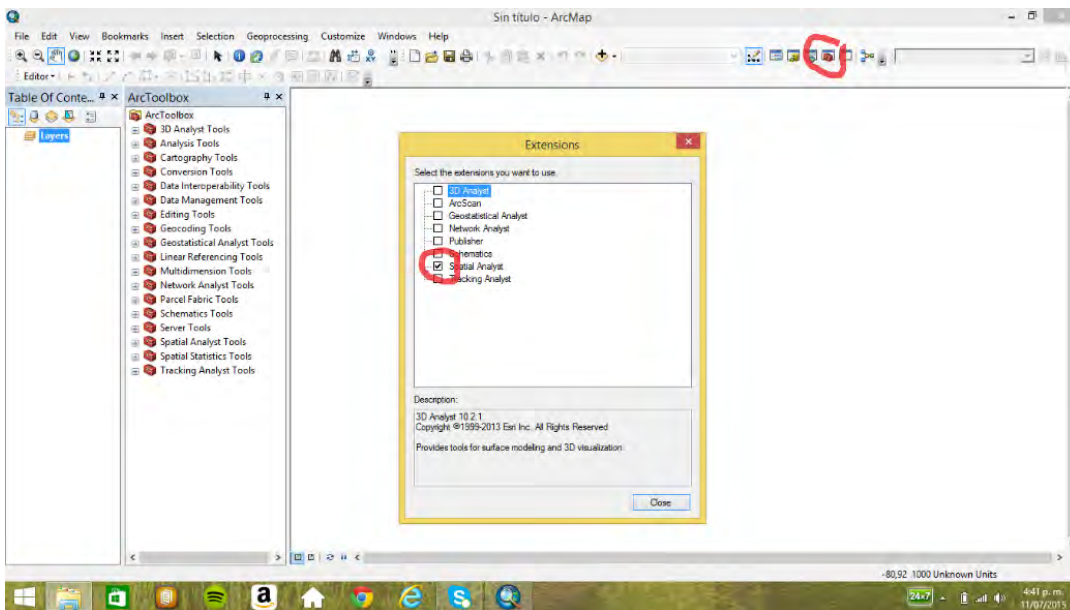 Sin título - ArcMap
File Edit View Bookmarks Insert Selection Geoprocessing Customize Windows Help
Editor
Table Of Conte...
Layers
ArcToolbox
ArcToolbox
3D Analyst Tools
Analysis Tools
Cartography Tools
Conversion Tools
Data Interoperability Tools
Data Management Tools
Editing Tools
Geocoding Tools
Geostatistical Analyst Tools
Linear Referencing Tools
Multidimension Tools
Network Analyst Tools
Parcel Fabric Tools
Schematics Tools
Server Tools
Spatial Analyst Tools
Spatial Statistics Tools
Tracking Analyst Tools
Extensions
Select the extensions you want to use.
3D Analyst
ArcScan
Geostatistical Analyst
Network Analyst
Publisher
Schematics
Spatial Analyst
Tracking Analyst
Description:
3D Analyst 10.2.1
Copyright ©1999-2013 Esri Inc. All Rights Reserved
Provides tools for surface modeling and 3D visualization.
Close
-80,92 1000 Unknown Units
24×7
4:41 p. m.
11/07/2015